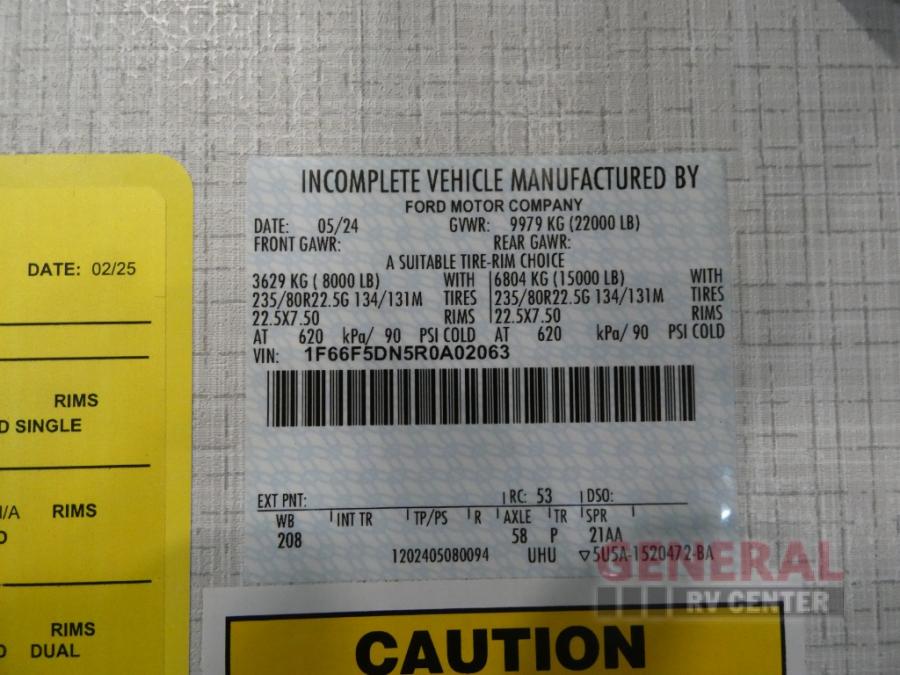 INCOMPLETE VEHICLE MANUFACTURED BY
FORD MOTOR COMPANY
DATE: 05/24 GVWR: 9979 KG (22000 LB)
FRONT GAWR: REAR GAWR:
A SUITABLE TIRE-RIM CHOICE
3629 KG ( 8000 LB) WITH 6804 KG (15000 LB) WITH
235/80R22.5G 134/131M TIRES 235/80R22.5G 134/131M TIRES
22.5X7.50 RIMS 22.5X7.50 RIMS
AT 620 kPa/ 90 PSI COLD AT 620 kPa/ 90 PSI COLD
VIN: 1F66F5DN5R0A02063
EXT PNT: RC: 53 DSO:
WB INT TR TP/PS R AXLE TR SPR
208 58 P 21AA
1202405080094 UHU 5U5A-1520472-BA
DATE: 02/25
RIMS
D SINGLE
/A RIMS
RIMS
DUAL
CAUTION
GENERAL
RV CENTER